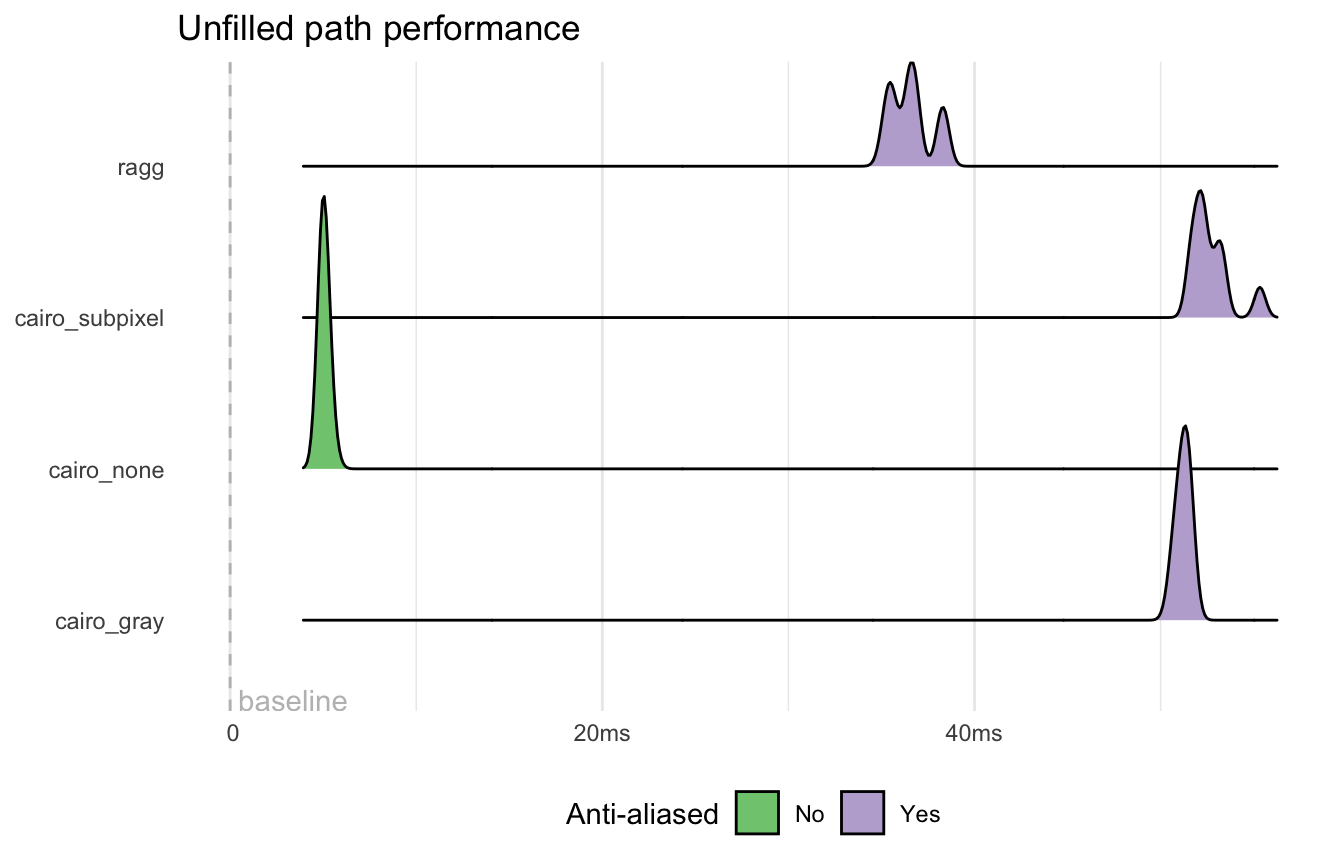 Unfilled path performance
ragg
cairo_subpixel
cairo_none
cairo_gray
baseline
0 20ms 40ms
Anti-aliased No Yes